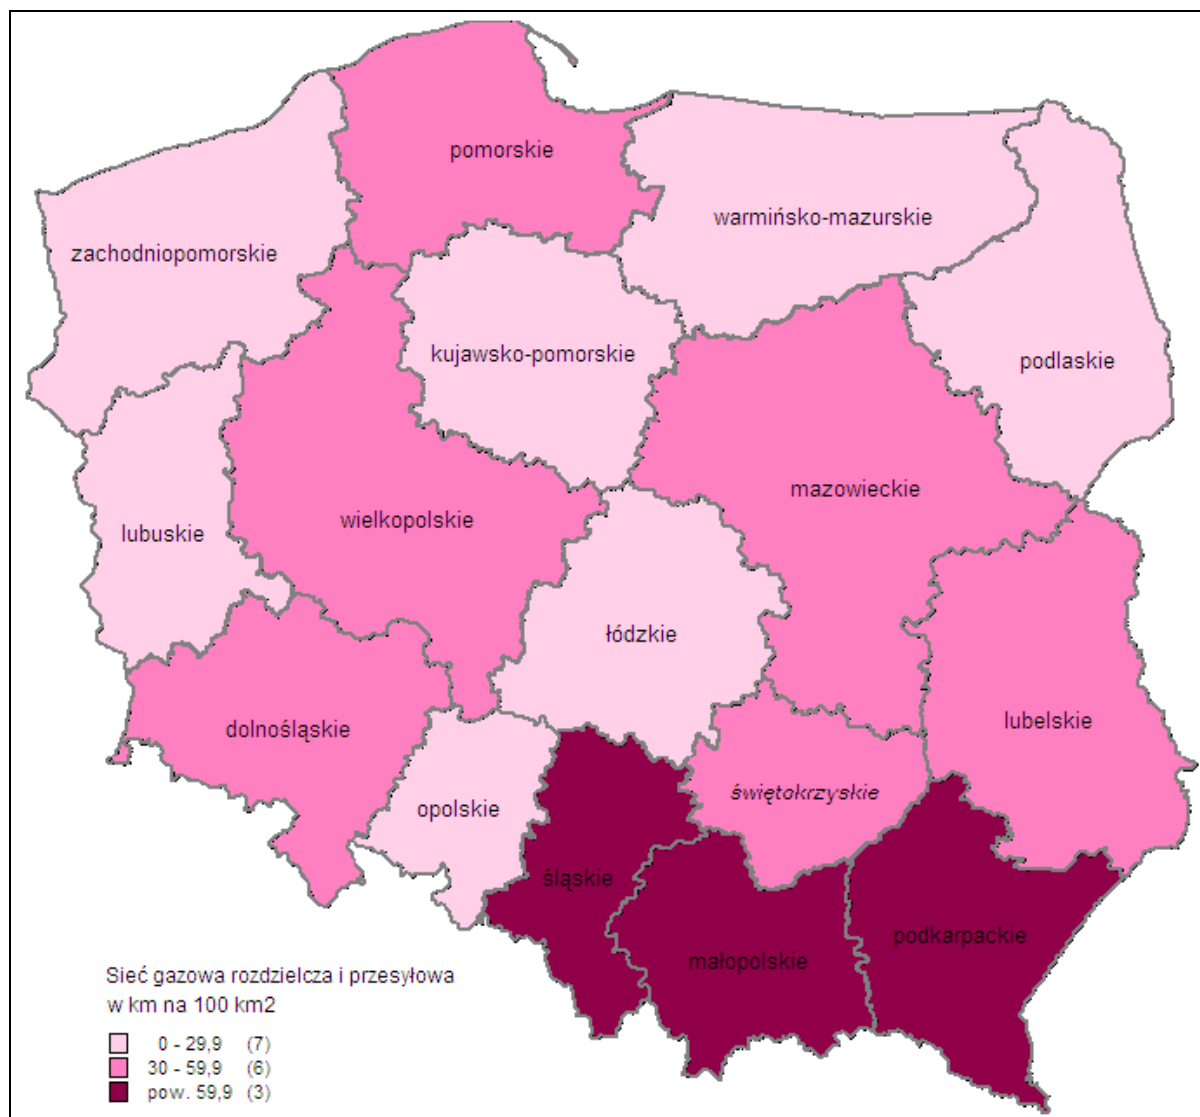 pomorskie
warmińsko-mazurskie
zachodniopomorskie
kujawsko-pomorskie
podlaskie
mazowieckie
wielkopolskie
lubuskie
łódzkie
lubelskie
dolnośląskie
świętokrzyskie
opolskie
śląskie
podkarpackie
małopolskie
Sieć gazowa rozdzielcza i przesyłowa
w km na 100 km2
0 - 29,9 (7)
30 - 59,9 (6)
pow. 59,9 (3)